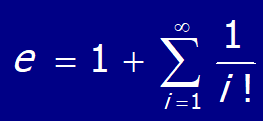 e = 1 + ∑_{i=1}^{∞} 1/i!